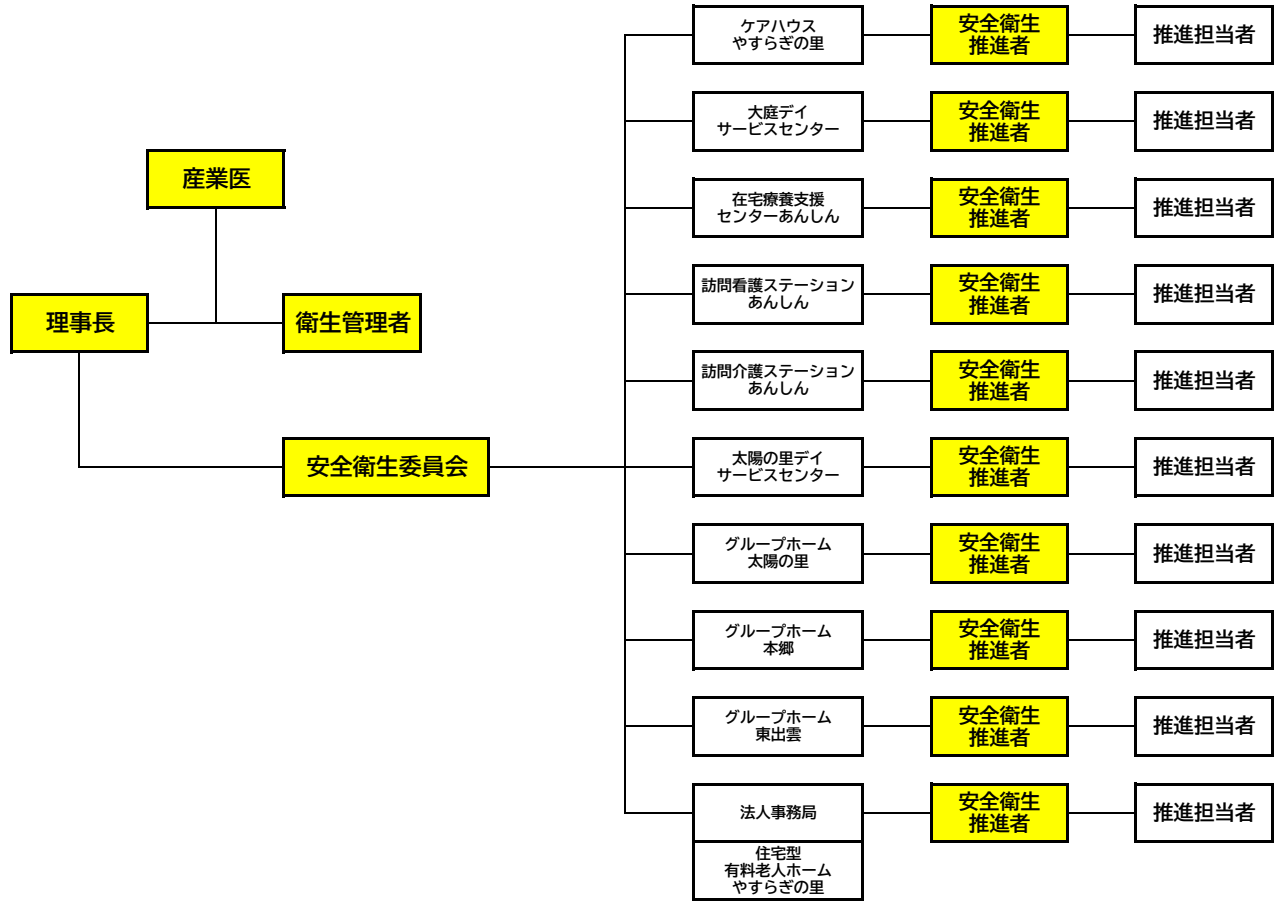 産業医
理事長
衛生管理者
安全衛生委員会
ケアハウス
やすらぎの里
安全衛生
推進者
推進担当者
大庭デイ
サービスセンター
安全衛生
推進者
推進担当者
在宅療養支援
センターあんしん
安全衛生
推進者
推進担当者
訪問看護ステーション
あんしん
安全衛生
推進者
推進担当者
訪問介護ステーション
あんしん
安全衛生
推進者
推進担当者
太陽の里デイ
サービスセンター
安全衛生
推進者
推進担当者
グループホーム
太陽の里
安全衛生
推進者
推進担当者
グループホーム
本郷
安全衛生
推進者
推進担当者
グループホーム
東出雲
安全衛生
推進者
推進担当者
法人事務局
安全衛生
推進者
推進担当者
住宅型
有料老人ホーム
やすらぎの里